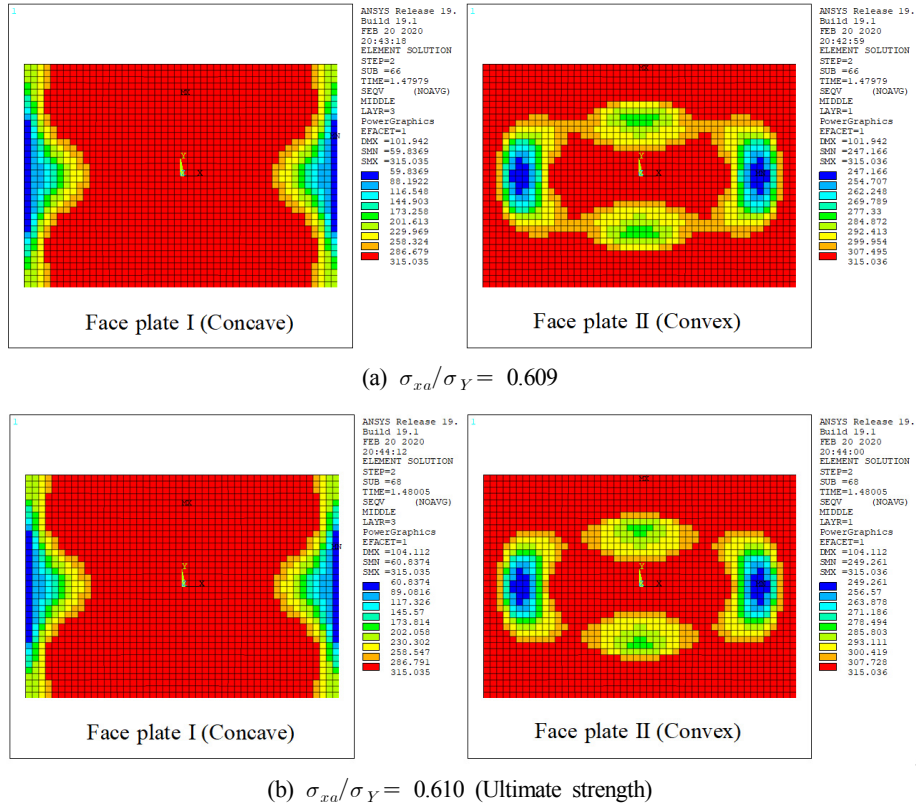 1
ANSYS Release 19.
Build 19.1
FEB 20 2020
20:43:18
ELEMENT SOLUTION
STEP=2
SUB =66
TIME=1.47979
SEQV (NOAVG)
MIDDLE
LAYR=3
PowerGraphics
EFACET=1
DMX =101.942
SMN =59.8369
SMX =315.035
59.8369
88.1922
116.548
144.903
173.258
201.613
229.969
258.324
286.679
315.035
MX
Y
X
Face plate I (Concave)
1
ANSYS Release 19.
Build 19.1
FEB 20 2020
20:42:59
ELEMENT SOLUTION
STEP=2
SUB =66
TIME=1.47979
SEQV (NOAVG)
MIDDLE
LAYR=1
PowerGraphics
EFACET=1
DMX =101.942
SMN =247.166
SMX =315.036
247.166
254.707
262.248
269.789
277.33
284.872
292.413
299.954
307.495
315.036
MX
Y
X
Face plate II (Convex)
(a) σxa/σY = 0.609
1
ANSYS Release 19.
Build 19.1
FEB 20 2020
20:44:12
ELEMENT SOLUTION
STEP=2
SUB =68
TIME=1.48005
SEQV (NOAVG)
MIDDLE
LAYR=3
PowerGraphics
EFACET=1
DMX =104.112
SMN =60.8374
SMX =315.035
60.8374
89.0816
117.326
145.57
173.814
202.058
230.302
258.547
286.791
315.035
MX
Y
X
Face plate I (Concave)
1
ANSYS Release 19.
Build 19.1
FEB 20 2020
20:44:00
ELEMENT SOLUTION
STEP=2
SUB =68
TIME=1.48005
SEQV (NOAVG)
MIDDLE
LAYR=1
PowerGraphics
EFACET=1
DMX =104.112
SMN =249.261
SMX =315.036
249.261
256.57
263.878
271.186
278.494
285.803
293.111
300.419
307.728
315.036
MX
Y
X
Face plate II (Convex)
(b) σxa/σY = 0.610 (Ultimate strength)